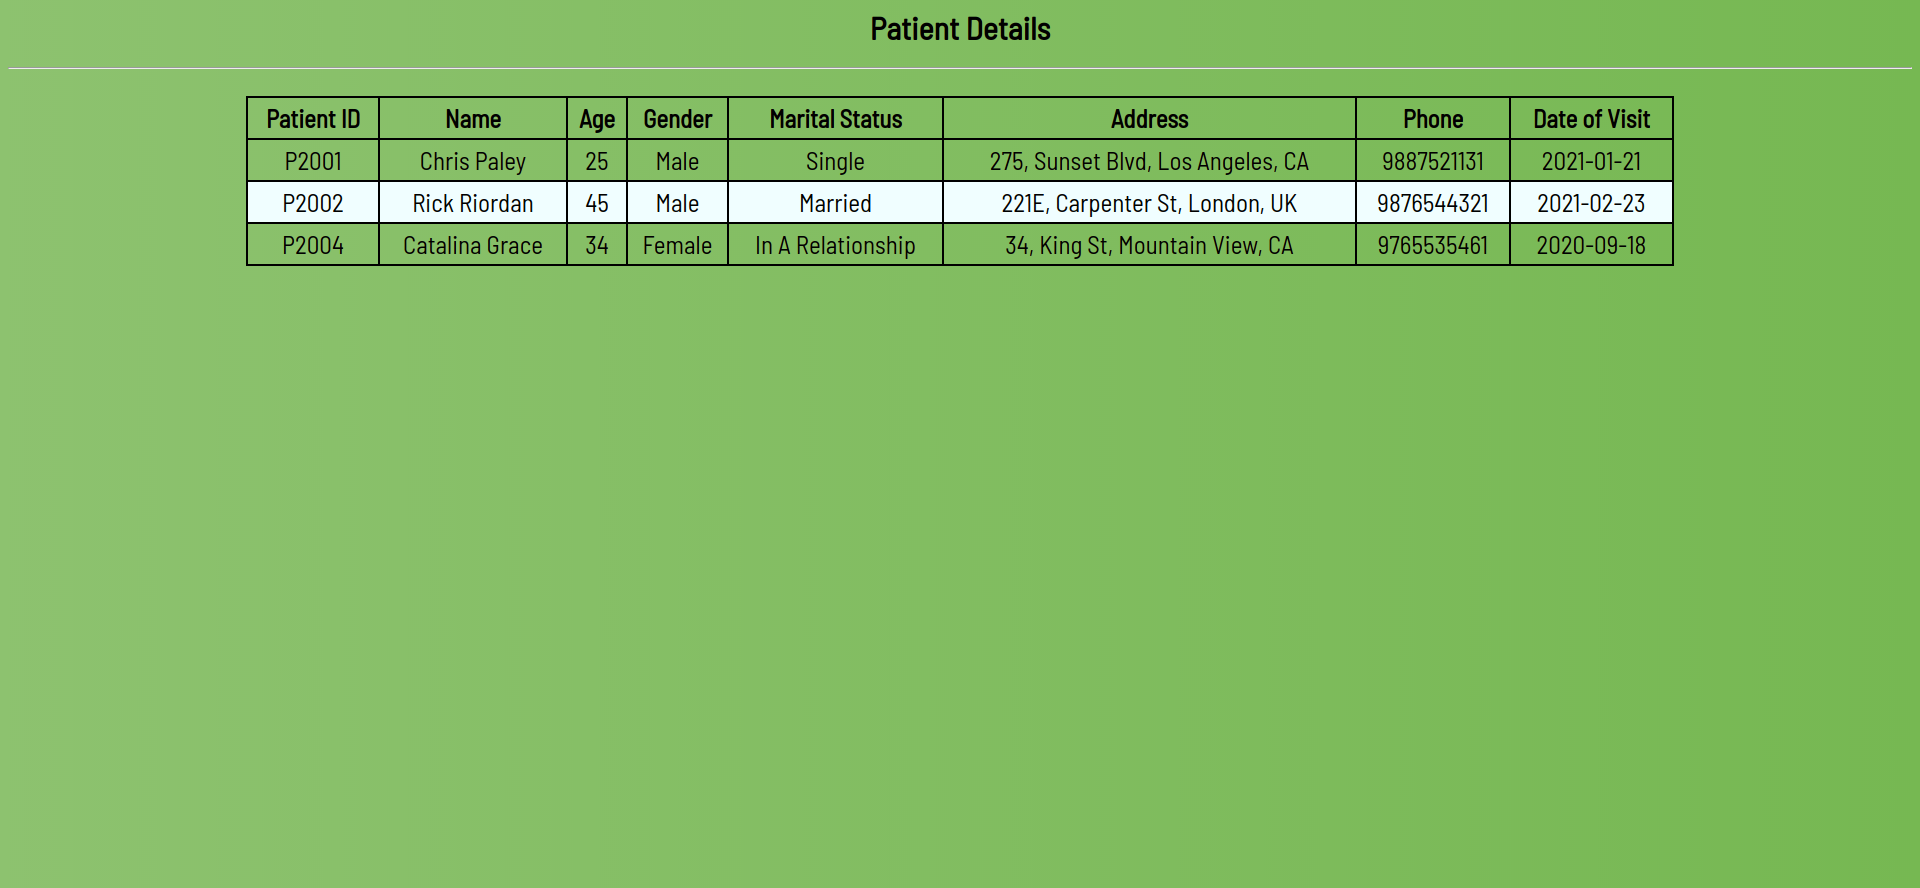 Patient Details
Patient ID Name Age Gender Marital Status Address Phone Date of Visit
P2001 Chris Paley 25 Male Single 275, Sunset Blvd, Los Angeles, CA 9887521131 2021-01-21
P2002 Rick Riordan 45 Male Married 221E, Carpenter St, London, UK 9876544321 2021-02-23
P2004 Catalina Grace 34 Female In A Relationship 34, King St, Mountain View, CA 9765535461 2020-09-18